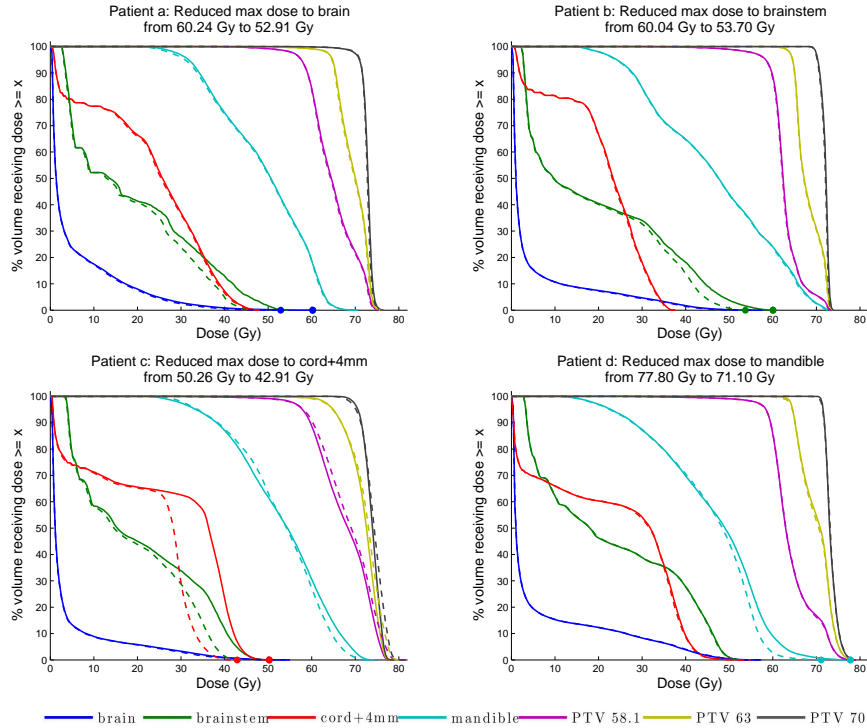 Patient a: Reduced max dose to brain
from 60.24 Gy to 52.91 Gy
% volume receiving dose >= x
100
90
80
70
60
50
40
30
20
10
0
0 10 20 30 40 50 60 70 80
Dose (Gy)
Patient b: Reduced max dose to brainstem
from 60.04 Gy to 53.70 Gy
% volume receiving dose >= x
100
90
80
70
60
50
40
30
20
10
0
0 10 20 30 40 50 60 70 80
Dose (Gy)
Patient c: Reduced max dose to cord+4mm
from 50.26 Gy to 42.91 Gy
% volume receiving dose >= x
100
90
80
70
60
50
40
30
20
10
0
0 10 20 30 40 50 60 70 80
Dose (Gy)
Patient d: Reduced max dose to mandible
from 77.80 Gy to 71.10 Gy
% volume receiving dose >= x
100
90
80
70
60
50
40
30
20
10
0
0 10 20 30 40 50 60 70 80
Dose (Gy)
brain brainstem cord+4mm mandible PTV 58.1 PTV 63 PTV 70